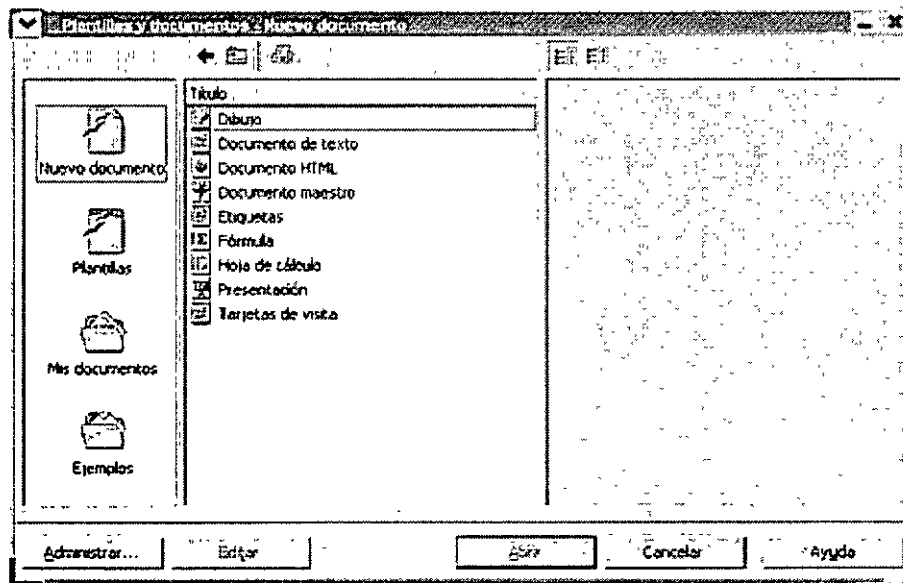 Plantillas y documentos - Nuevo documento
Título
Nuevo documento
Plantillas
Mis documentos
Ejemplos
Dibujo
Documento de texto
Documento HTML
Documento maestro
Etiquetas
Fórmula
Hoja de cálculo
Presentación
Tarjetas de visita
Administrar...
Editar
Abrir
Cancelar
Ayuda